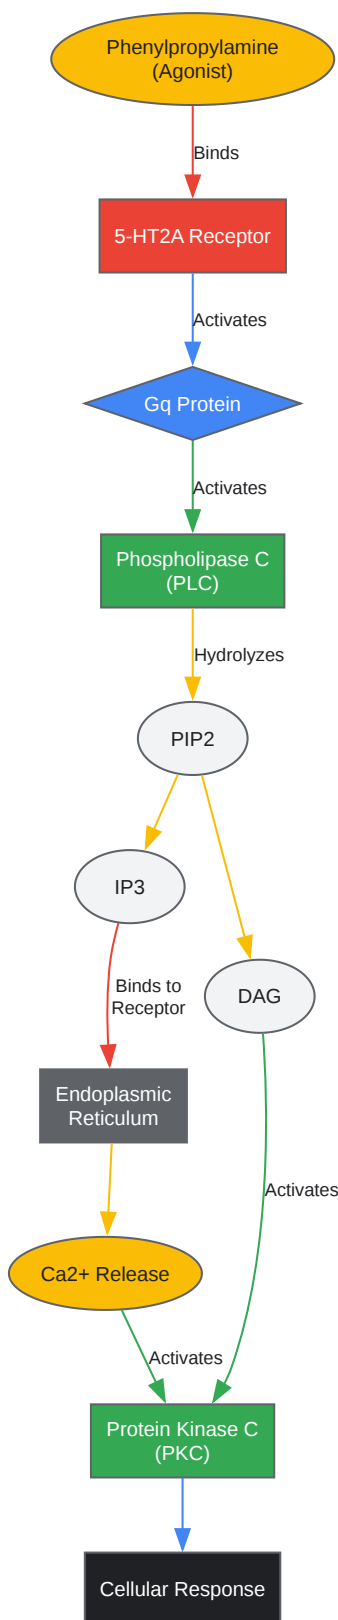 Phenylpropylamine
(Agonist)
Binds
5-HT2A Receptor
Activates
Gq Protein
Activates
Phospholipase C
(PLC)
Hydrolyzes
PIP2
IP3
Binds to
Receptor
DAG
Endoplasmic
Reticulum
Activates
Ca2+ Release
Activates
Protein Kinase C
(PKC)
Cellular Response